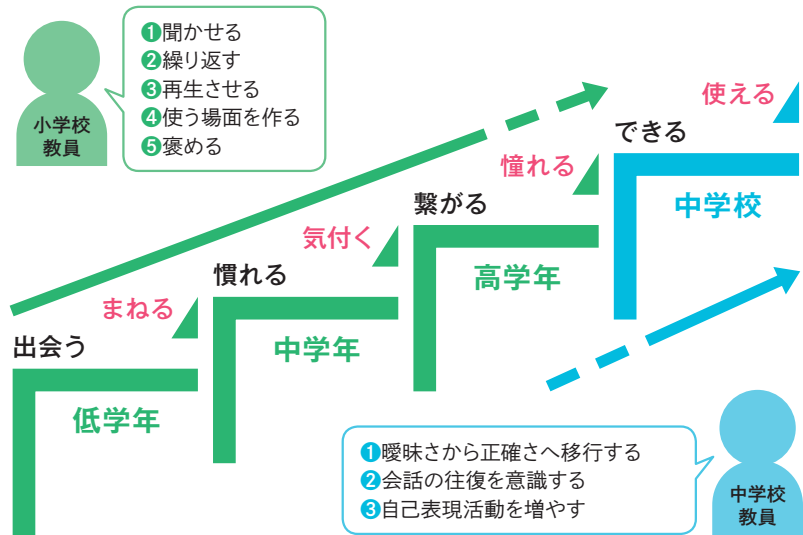 ❶聞かせる
❷繰り返す
❸再生させる
❹使う場面を作る
❺褒める
小学校
教員
使える
できる
憧れる
中学校
繋がる
気付く
高学年
慣れる
まねる
中学年
出会う
低学年
❶曖昧さから正確さへ移行する
❷会話の往復を意識する
❸自己表現活動を増やす
中学校
教員